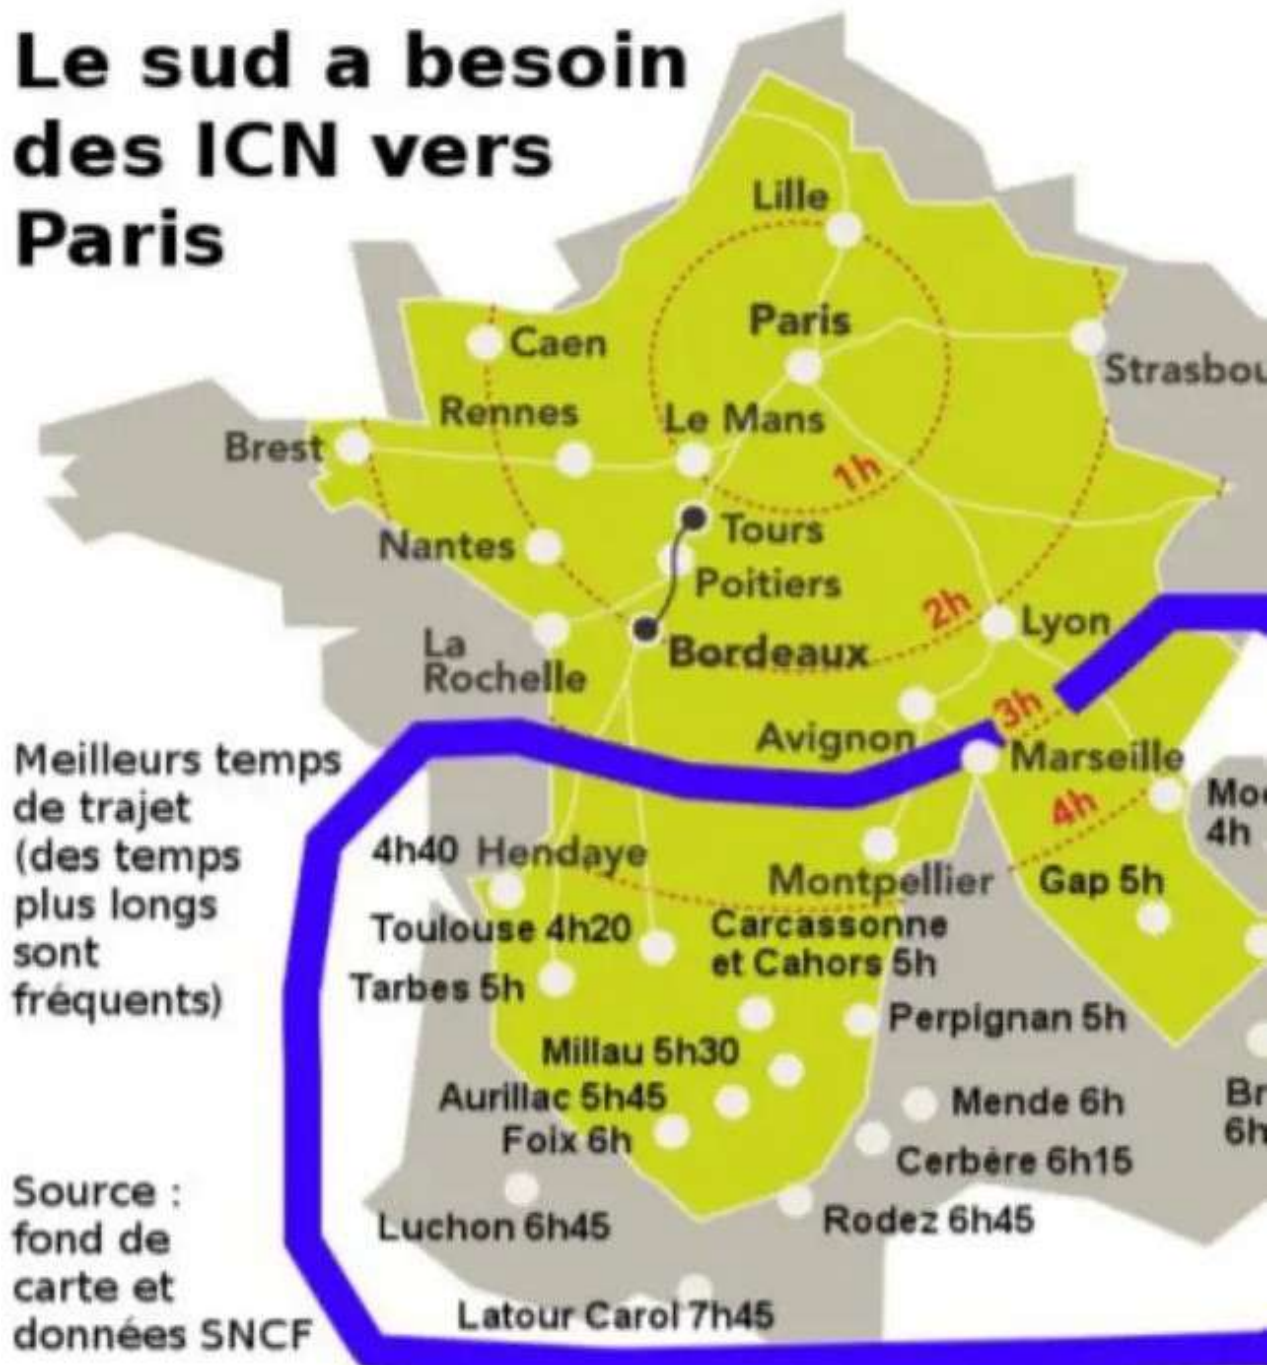 Le sud a besoin
des ICN vers
Paris
Lille
Paris
Caen
Rennes
Le Mans
Brest
1h
Tours
Nantes
Poitiers
2h
Lyon
La
Rochelle
Bordeaux
3h
Avignon
Marseille
4h
4h
Meilleurs temps
de trajet
(des temps
plus longs
sont
fréquents)
4h40 Hendaye
Montpellier
Gap 5h
Toulouse 4h20
Carcassonne
et Cahors 5h
Tarbes 5h
Perpignan 5h
Millau 5h30
Aurillac 5h45
Mende 6h
Foix 6h
6h
Cerbère 6h15
Source :
fond de
carte et
données SNCF
Luchon 6h45
Rodez 6h45
Latour Carol 7h45